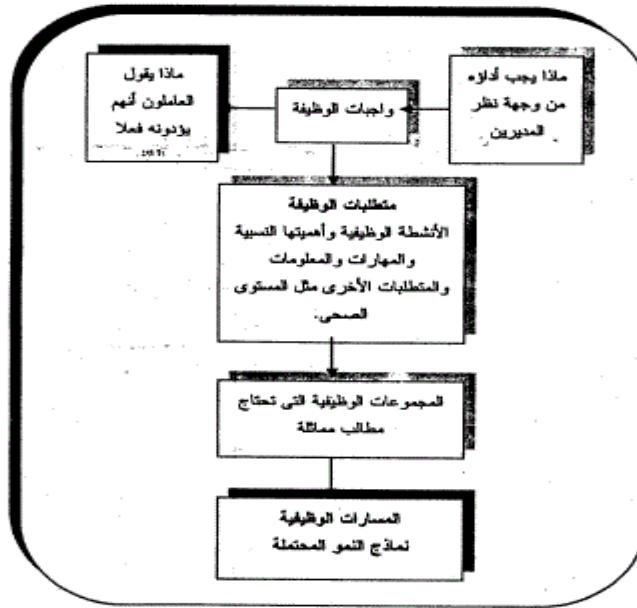 ماذا يجب أداؤه
من وجهة نظر
المديرين
واجبات الوظيفة
ماذا يقول
العاملون أنهم
يؤدونه فعلا
متطلبات الوظيفة
الأنشطة الوظيفية وأهميتها النسبية
والمهارات والمعلومات
والمتطلبات الأخرى مثل المستوى
الصحى.
المجموعات الوظيفية التى تحتاج
مطالب مماثلة
المسارات الوظيفية
نماذج النمو المحتملة